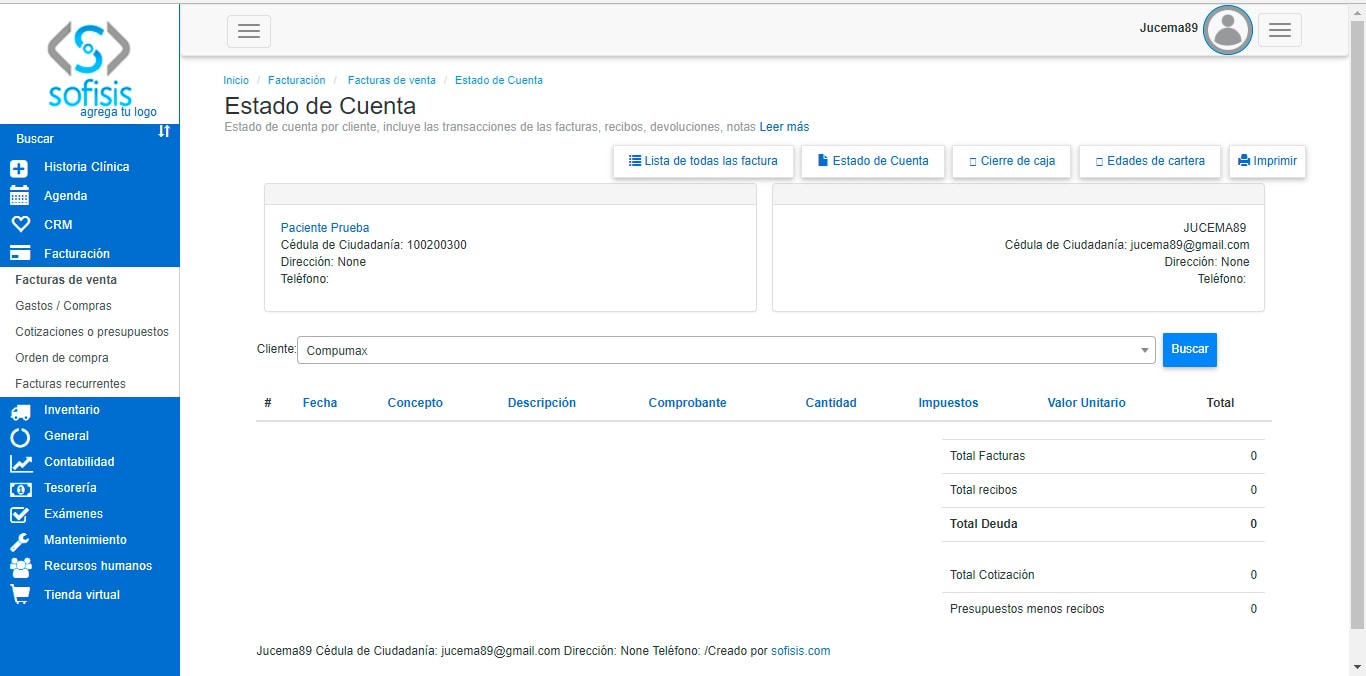 sofisis
agrega tu logo
Buscar
Historia Clínica
Agenda
CRM
Facturación
Facturas de venta
Gastos / Compras
Cotizaciones o presupuestos
Orden de compra
Facturas recurrentes
Inventario
General
Contabilidad
Tesorería
Exámenes
Mantenimiento
Recursos humanos
Tienda virtual
Jucema89
Inicio / Facturación / Facturas de venta / Estado de Cuenta
Estado de Cuenta
Estado de cuenta por cliente, incluye las transacciones de las facturas, recibos, devoluciones, notas Leer más
Lista de todas las factura Estado de Cuenta Cierre de caja Edades de cartera Imprimir
Paciente Prueba
Cédula de Ciudadanía: 100200300
Dirección: None
Teléfono:
JUCEMA89
Cédula de Ciudadanía: jucema89@gmail.com
Dirección: None
Teléfono:
Cliente: Compumax Buscar
# Fecha Concepto Descripción Comprobante Cantidad Impuestos Valor Unitario Total
Total Facturas 0
Total recibos 0
Total Deuda 0
Total Cotización 0
Presupuestos menos recibos 0
Jucema89 Cédula de Ciudadanía: jucema89@gmail.com Dirección: None Teléfono: /Creado por sofisis.com